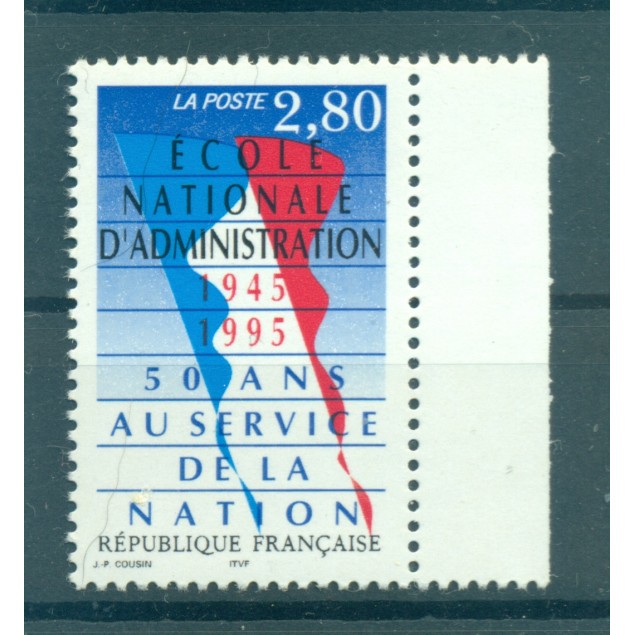 LA POSTE 2,80
ÉCOLE
NATIONALE
D'ADMINISTRATION
1945
1995
50 ANS
AU SERVICE
DE LA
NATION
RÉPUBLIQUE FRANÇAISE
J.-P. COUSIN ITVF